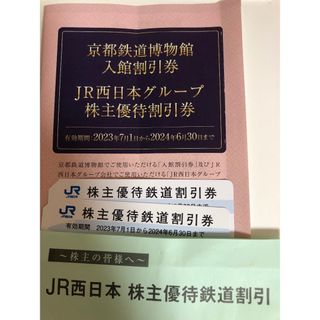 京都鉄道博物館
入館割引券
JR西日本グループ
株主優待割引券
有効期間:2023年7月1日から2024年6月30日まで
京都鉄道博物館でご使用いただける「入館割引券」及びJR
西日本グループ会社でご使用いただける「JR西日本グループ
JR 株主優待鉄道割引券
JR 株主優待鉄道割引券
有効期間 2023年7月1日から2024年6月30日まで
～株主の皆様へ～
JR西日本 株主優待鉄道割引